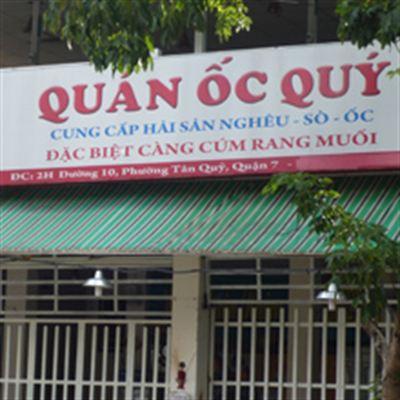 QUÁN ỐC QUÝ
CUNG CẤP HẢI SẢN NGHÊU - SÒ - ỐC
ĐẶC BIỆT CÀNG CÚM RANG MUỐI
ĐC: 2H Đường 10, Phường Tân Quý, Quận 7 -